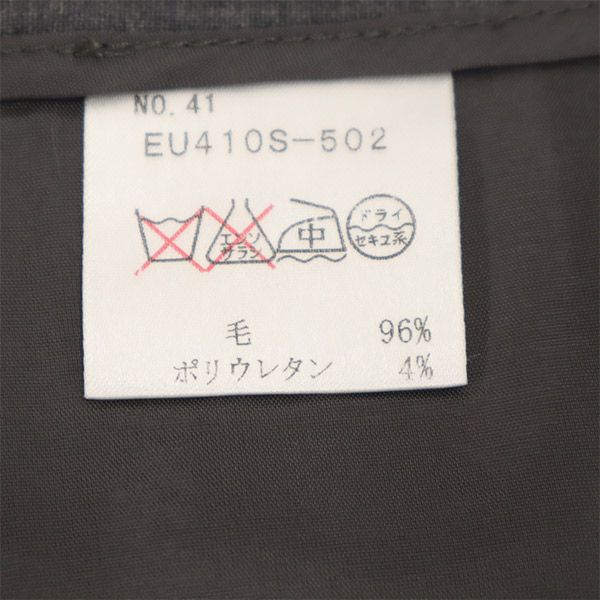 NO. 41
EU410S-502
エンソ
サラシ
中
ドライ
セキユ系
毛 96%
ポリウレタン 4%